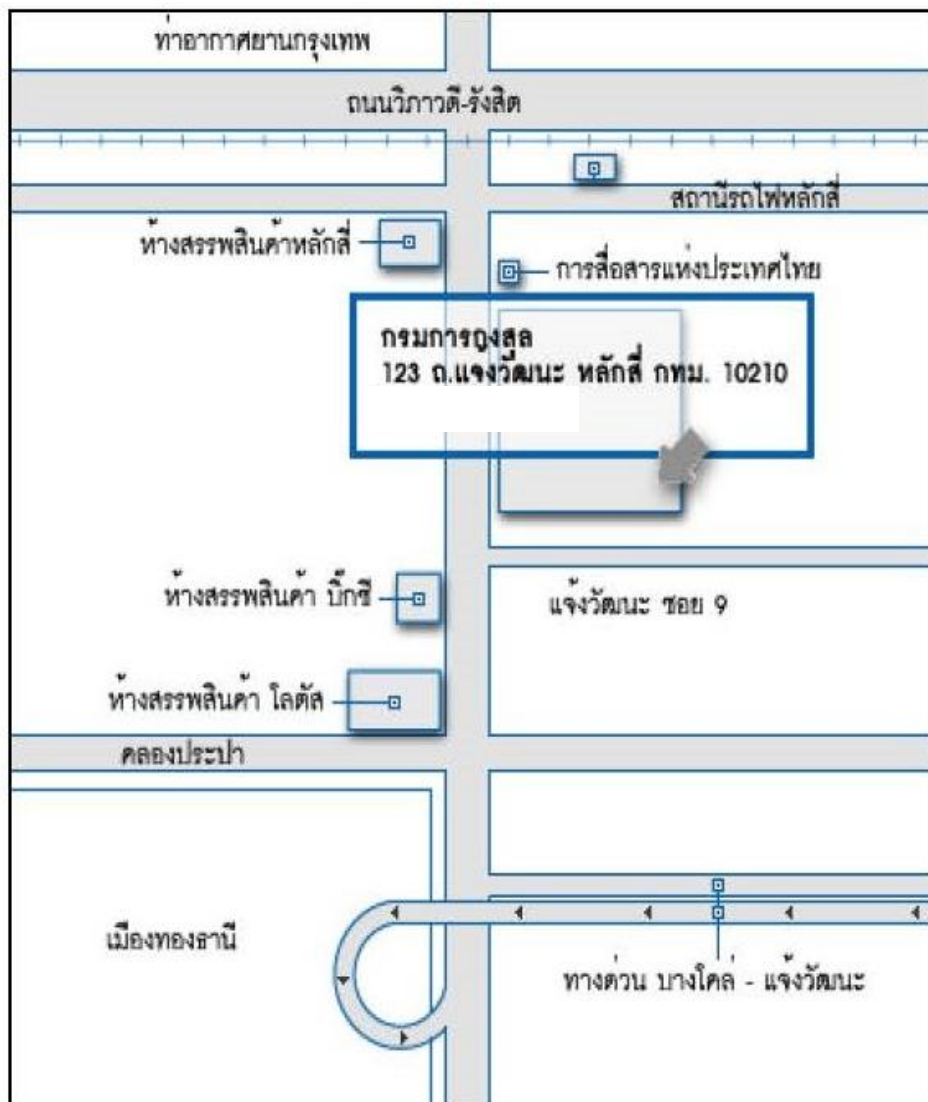 ท่าอากาศยานกรุงเทพ
ถนนวิภาวดี-รังสิต
สถานีรถไฟหลักสี่
ห้างสรรพสินค้าหลักสี่
การสื่อสารแห่งประเทศไทย
กรมการกงสุล
123 ถ.แจ้งวัฒนะ หลักสี่ กทม. 10210
ห้างสรรพสินค้า บิ๊กซี
แจ้งวัฒนะ ซอย 9
ห้างสรรพสินค้า โลตัส
คลองประปา
เมืองทองธานี
ทางด่วน บางโคล่ - แจ้งวัฒนะ